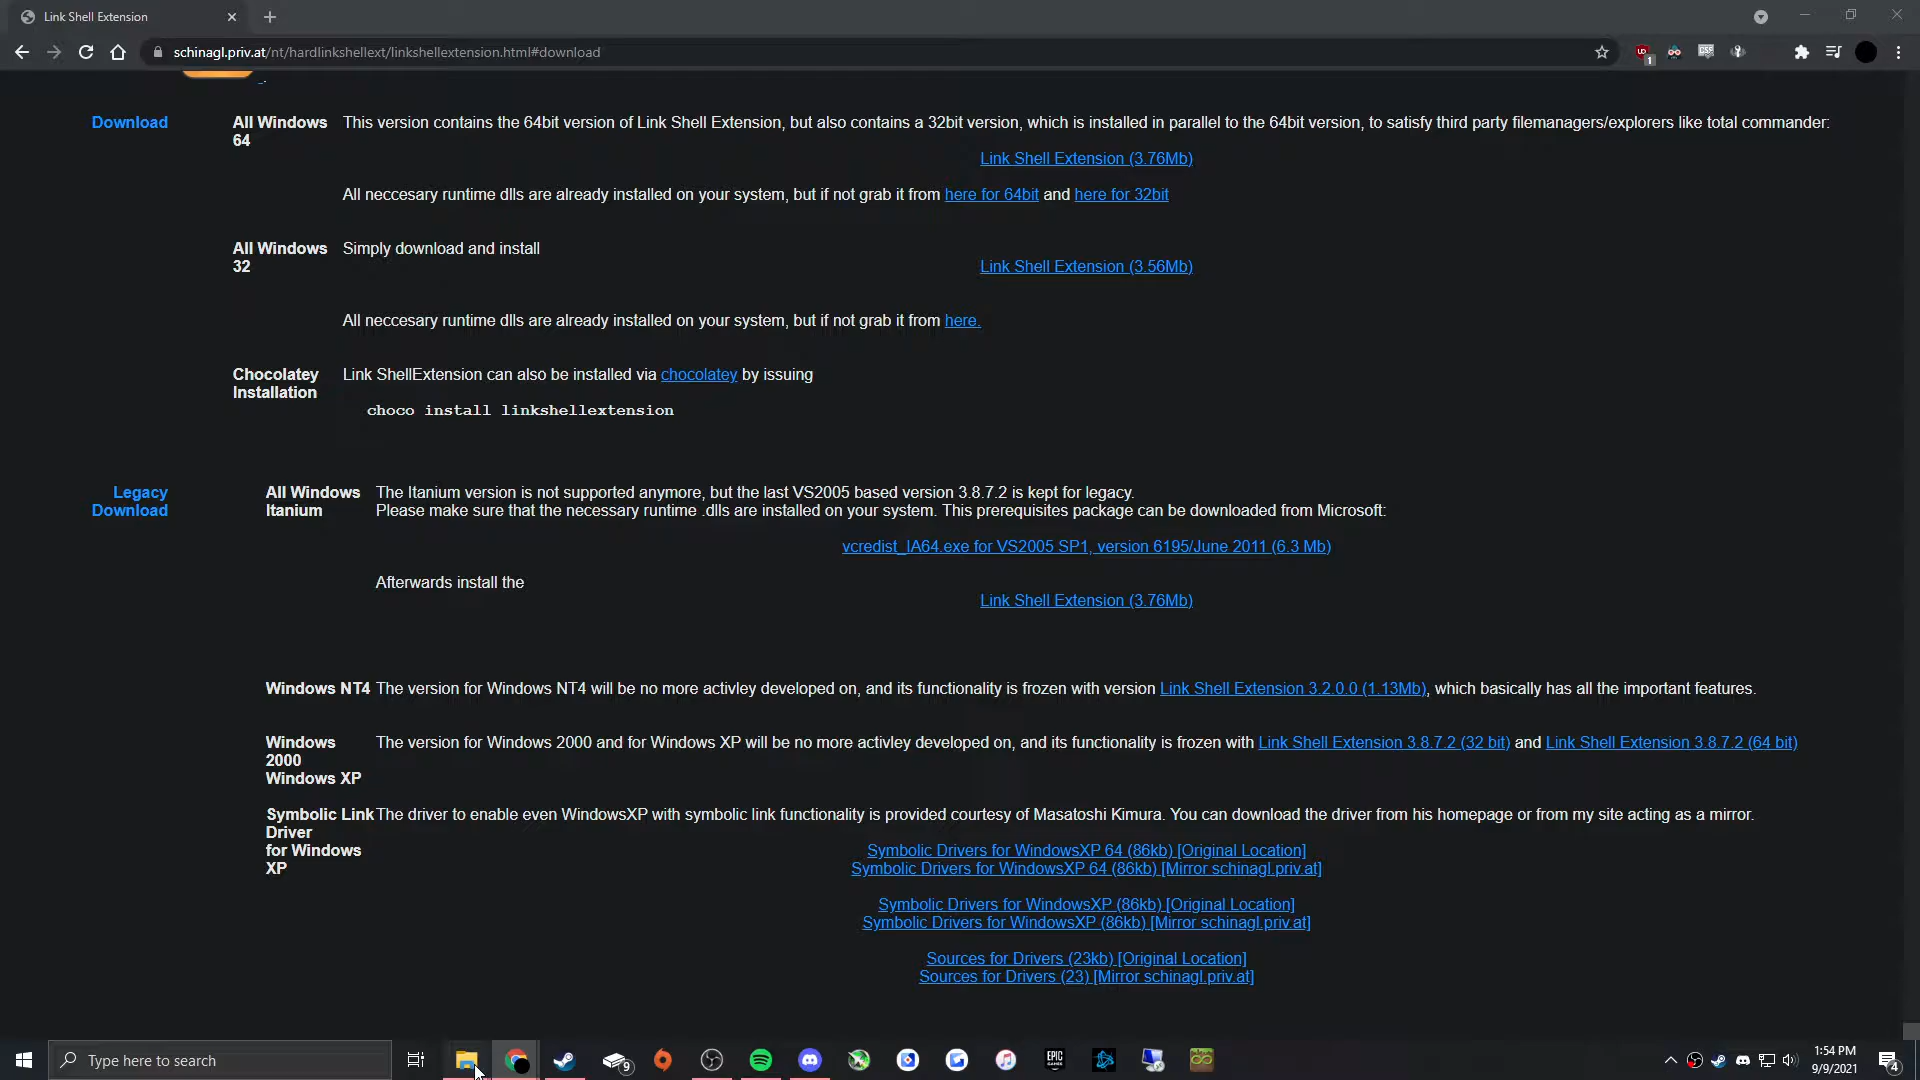 Link Shell Extension
schinagl.priv.at/nt/hardlinkshellext/linkshellextension.html#download
1
Download
All Windows 64
This version contains the 64bit version of Link Shell Extension, but also contains a 32bit version, which is installed in parallel to the 64bit version, to satisfy third party filemanagers/explorers like total commander:
Link Shell Extension (3.76Mb)
All neccesary runtime dlls are already installed on your system, but if not grab it from here for 64bit and here for 32bit
All Windows 32
Simply download and install
Link Shell Extension (3.56Mb)
All neccesary runtime dlls are already installed on your system, but if not grab it from here.
Chocolatey Installation
Link ShellExtension can also be installed via chocolatey by issuing
choco install linkshellextension
Legacy Download
All Windows Itanium
The Itanium version is not supported anymore, but the last VS2005 based version 3.8.7.2 is kept for legacy.
Please make sure that the necessary runtime .dlls are installed on your system. This prerequisites package can be downloaded from Microsoft:
vcredist_IA64.exe for VS2005 SP1, version 6195/June 2011 (6.3 Mb)
Afterwards install the
Link Shell Extension (3.76Mb)
Windows NT4
The version for Windows NT4 will be no more activley developed on, and its functionality is frozen with version Link Shell Extension 3.2.0.0 (1.13Mb), which basically has all the important features.
Windows 2000
Windows XP
The version for Windows 2000 and for Windows XP will be no more activley developed on, and its functionality is frozen with Link Shell Extension 3.8.7.2 (32 bit) and Link Shell Extension 3.8.7.2 (64 bit)
Symbolic Link Driver for Windows XP
The driver to enable even WindowsXP with symbolic link functionality is provided courtesy of Masatoshi Kimura. You can download the driver from his homepage or from my site acting as a mirror.
Symbolic Drivers for WindowsXP 64 (86kb) [Original Location]
Symbolic Drivers for WindowsXP 64 (86kb) [Mirror schinagl.priv.at]
Symbolic Drivers for WindowsXP (86kb) [Original Location]
Symbolic Drivers for WindowsXP (86kb) [Mirror schinagl.priv.at]
Sources for Drivers (23kb) [Original Location]
Sources for Drivers (23) [Mirror schinagl.priv.at]
Type here to search
9
EPIC GAMES
1:54 PM
9/9/2021
4